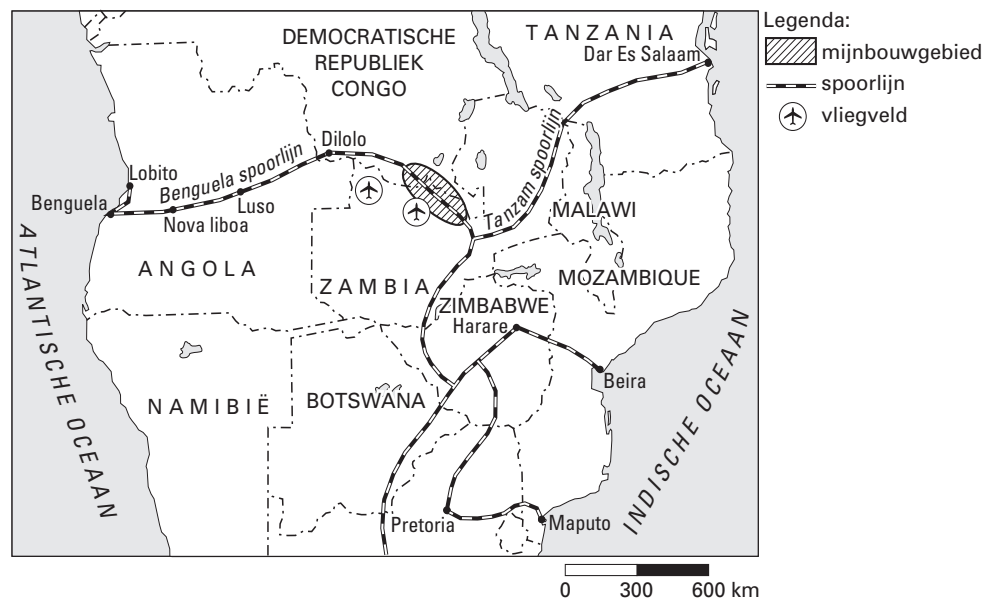 Legenda:
mijnbouwgebied
spoorlijn
vliegveld
TANZANIA
Dar Es Salaam
DEMOCRATISCHE
REPUBLIEK
CONGO
Dilolo
Benguela spoorlijn
Tanzam spoorlijn
Lobito
Benguela
Luso
Nova liboa
MALAWI
ANGOLA
ZAMBIA
MOZAMBIQUE
ZIMBABWE
Harare
Beira
NAMIBIË
BOTSWANA
ATLANTISCHE OCEAAN
INDISCHE OCEAAN
Pretoria
Maputo
0 300 600 km